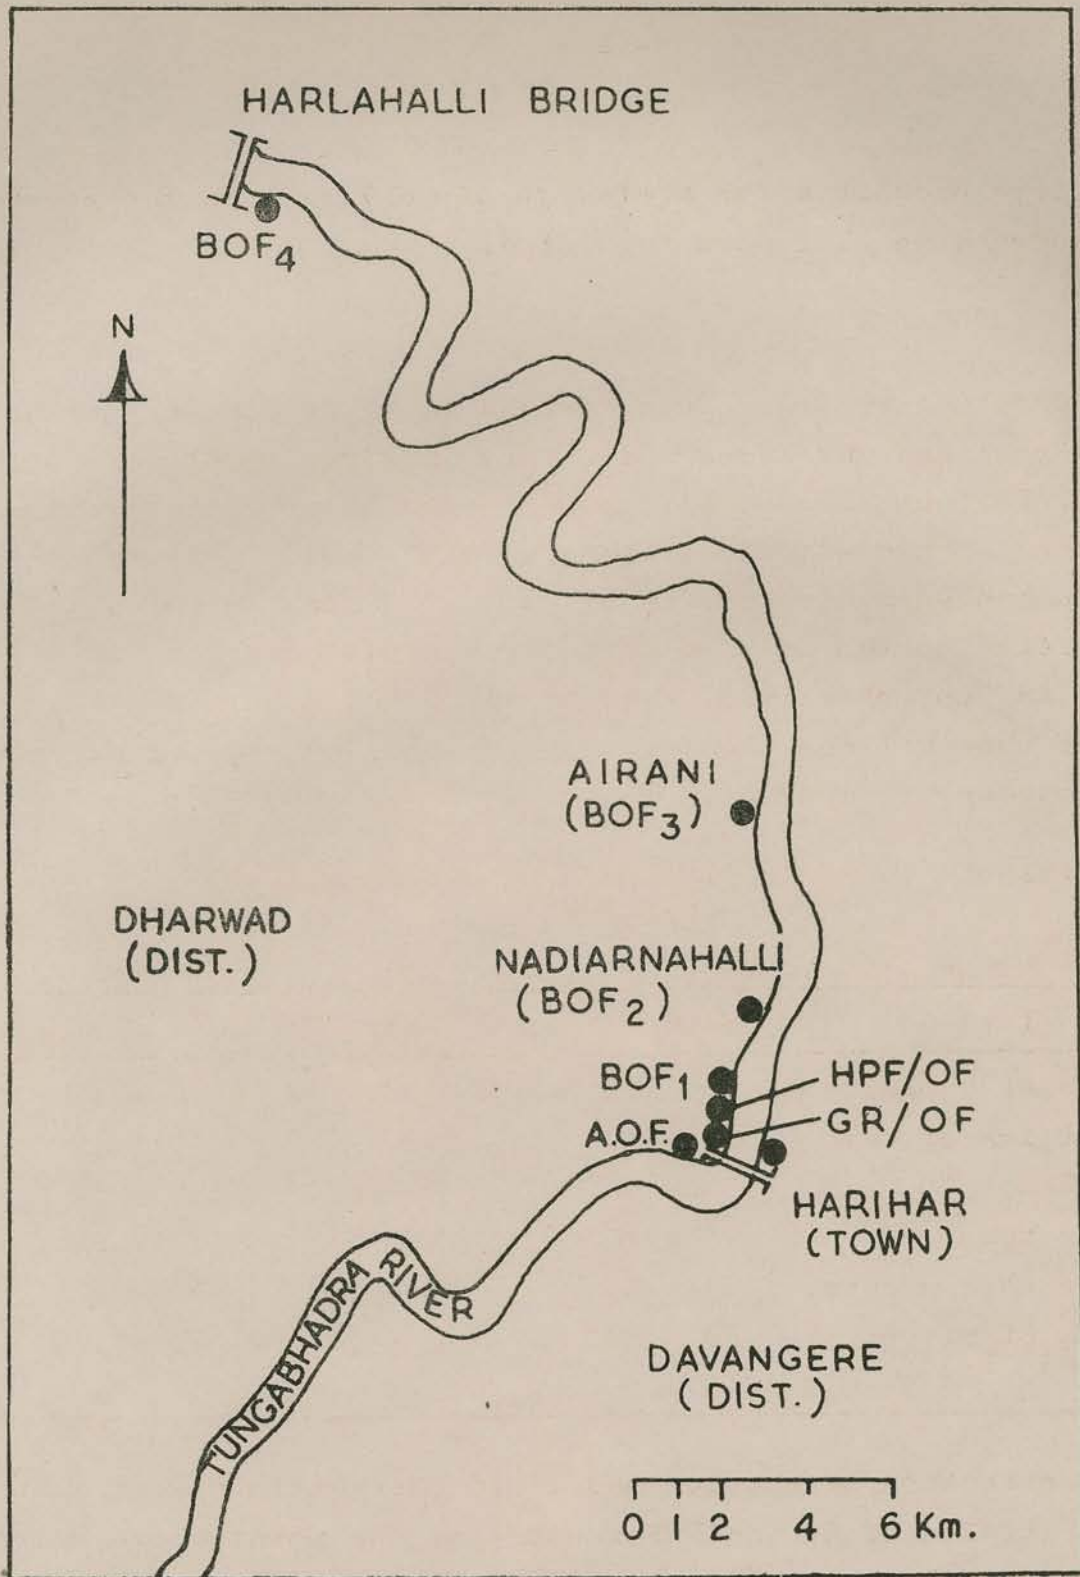 HARLAHALLI BRIDGE
BOF4
N
AIRANI
(BOF3)
DHARWAD
(DIST.)
NADIARNAHALLI
(BOF2)
BOF1
HPF/OF
GR/OF
A.O.F.
HARIHAR
(TOWN)
TUNGABHADRA RIVER
DAVANGERE
(DIST.)
0 1 2 4 6 Km.